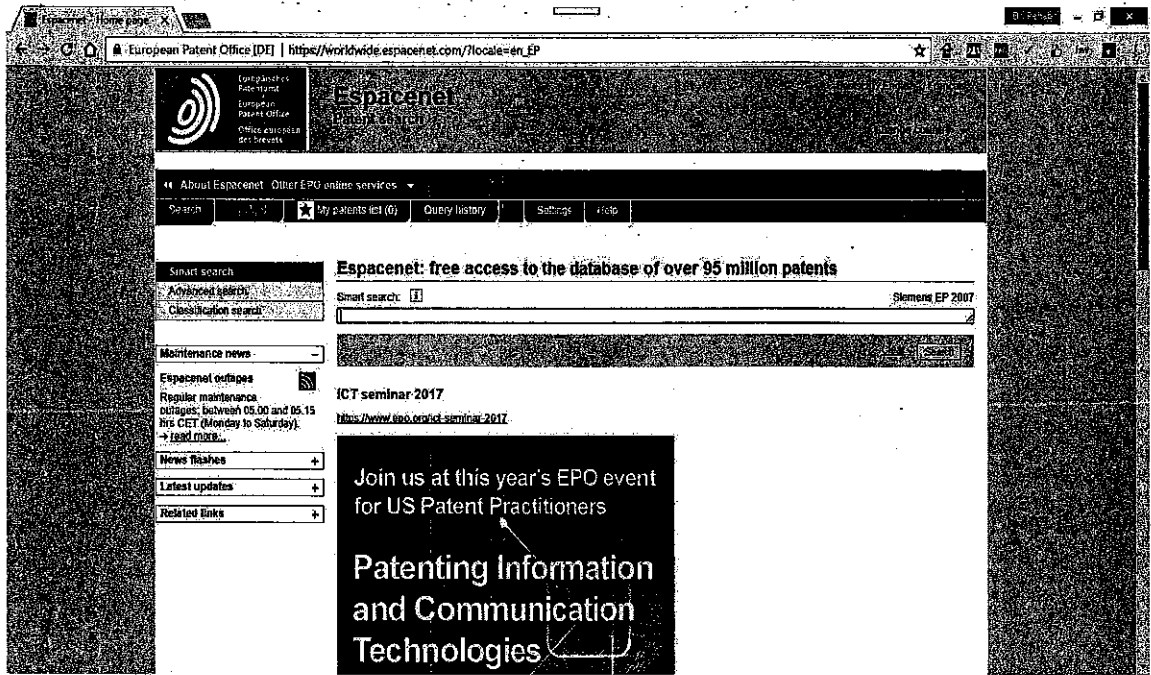 Espacenet - Home page
European Patent Office [DE] | https://worldwide.espacenet.com/?locale=en_EP
Europäisches
Patentamt
European
Patent Office
Office européen
des brevets
Espacenet
Patent search
About Espacenet Other EPO online services
Search
My patents list (0)
Query history
Settings
Help
Smart search
Advanced search
Classification search
Maintenance news -
Espacenet outages
Regular maintenance
outages: between 05.00 and 05.15
hrs CET (Monday to Saturday).
→ read more...
News flashes +
Latest updates +
Related links +
Espacenet: free access to the database of over 95 million patents
Smart search: i
Siemens EP 2007
Search
ICT seminar 2017
https://www.epo.org/ict-seminar-2017
Join us at this year's EPO event
for US Patent Practitioners
Patenting Information
and Communication
Technologies